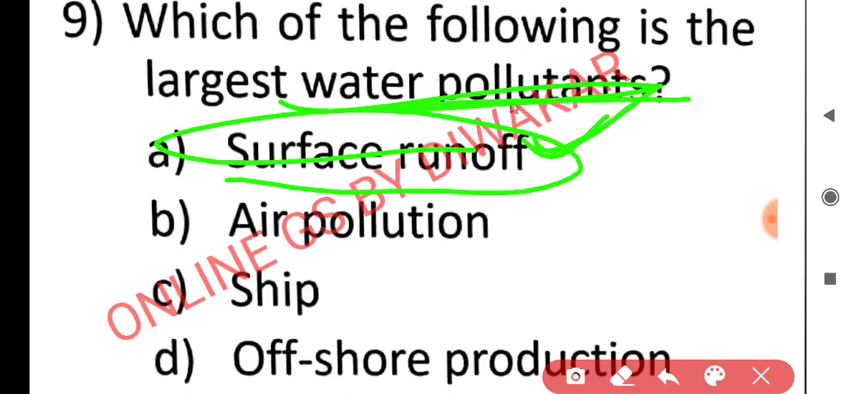 9) Which of the following is the
largest water pollutants?
a) Surface runoff
b) Air pollution
c) Ship
d) Off-shore production
ONLINE GS BY DIWAKAR